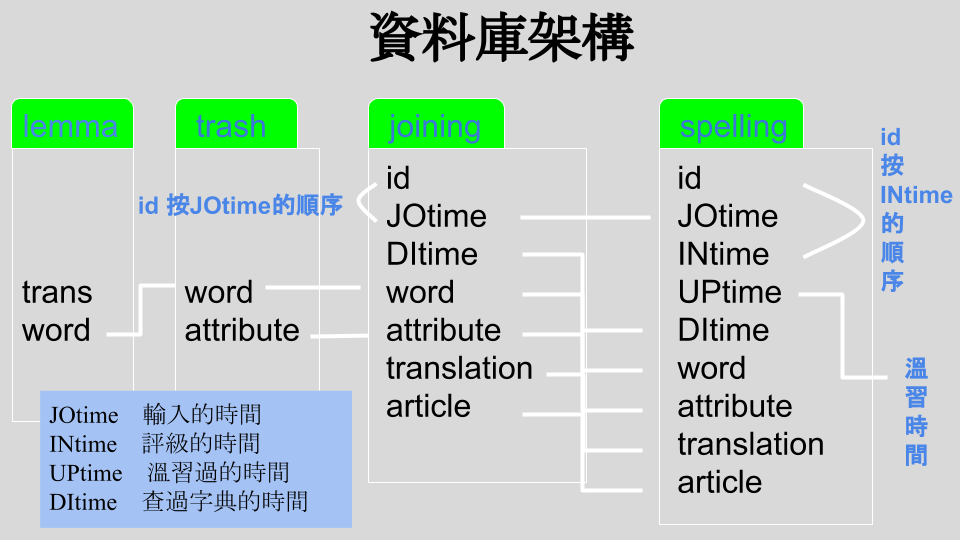 資料庫架構
lemma
trans
word
trash
word
attribute
joining
id
JOtime
DItime
word
attribute
translation
article
id 按JOtime的順序
spelling
id
JOtime
INtime
UPtime
DItime
word
attribute
translation
article
id
按
INtime
的
順
序
溫
習
時
間
JOtime 輸入的時間
INtime 評級的時間
UPtime 溫習過的時間
DItime 查過字典的時間